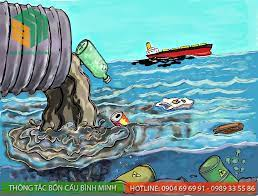 THÔNG TẮC BỒN CẦU BÌNH MINH
HOTLINE: 0904 69 69 91 - 0989 33 55 86